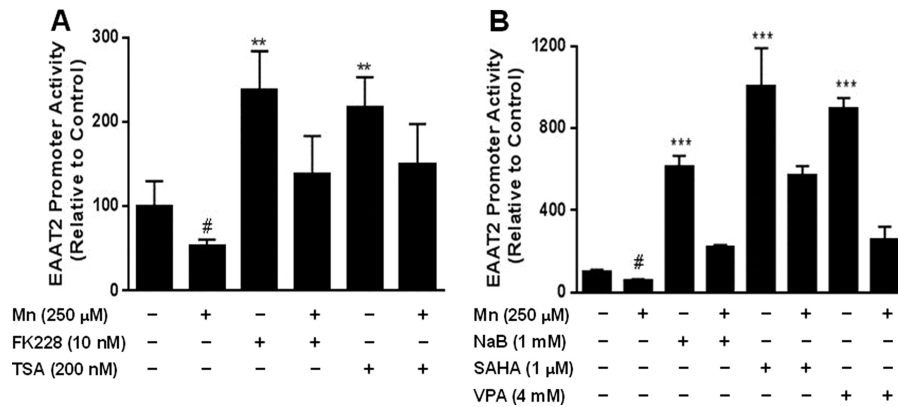 A
EAAT2 Promoter Activity
(Relative to Control)
300
200
100
0
**
**
#
Mn (250 µM) − + − + − +
FK228 (10 nM) − − + + − −
TSA (200 nM) − − − − + +
B
EAAT2 Promoter Activity
(Relative to Control)
1200
800
400
0
***
***
***
#
Mn (250 µM) − + − + − + − +
NaB (1 mM) − − + + − − − −
SAHA (1 µM) − − − − + + − −
VPA (4 mM) − − − − − − + +